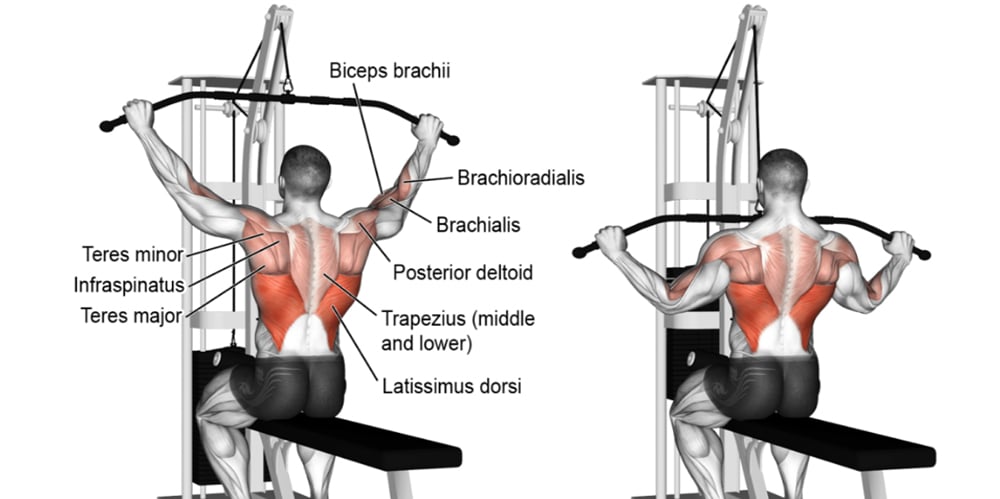 Biceps brachii
Brachioradialis
Brachialis
Teres minor
Posterior deltoid
Infraspinatus
Teres major
Trapezius (middle
and lower)
Latissimus dorsi